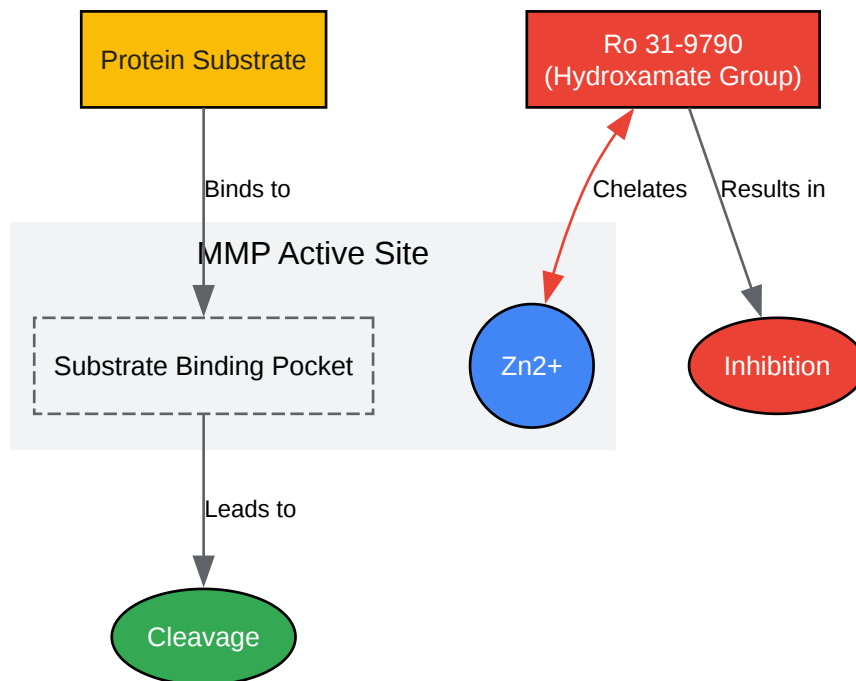 Protein Substrate
Ro 31-9790
(Hydroxamate Group)
Binds to
Chelates
Results in
MMP Active Site
Substrate Binding Pocket
Zn2+
Inhibition
Leads to
Cleavage